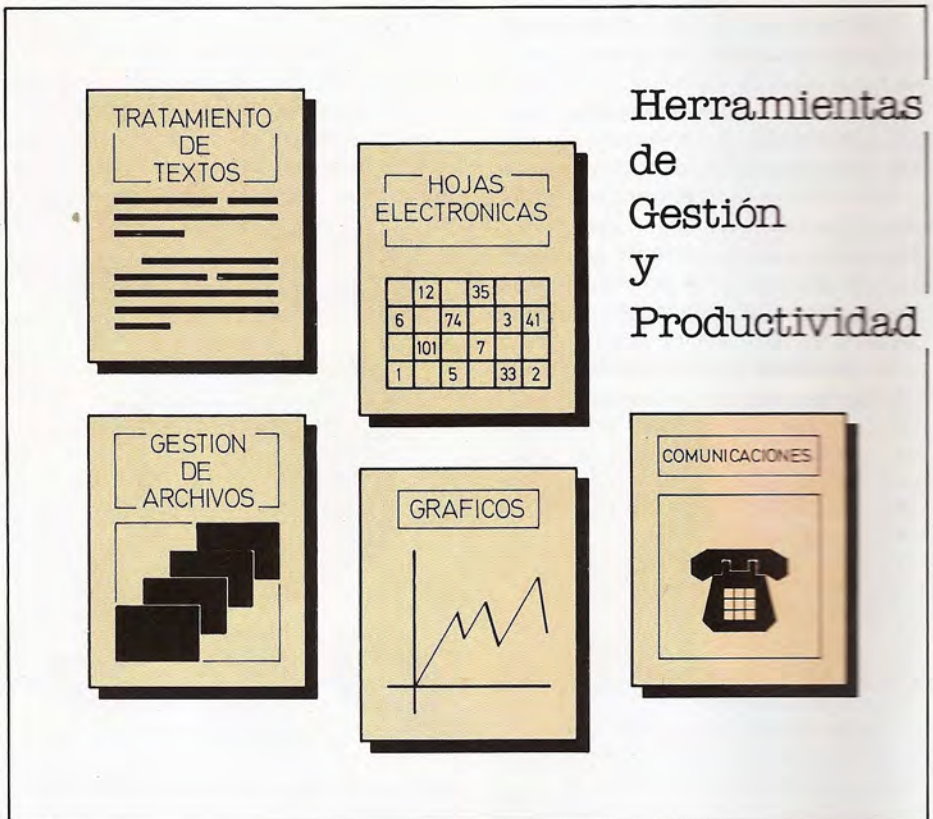 Herramientas
de
Gestión
y
Productividad
TRATAMIENTO
DE
TEXTOS
HOJAS
ELECTRONICAS
12 35
6 74 3 41
101 7
1 5 33 2
GESTION
DE
ARCHIVOS
GRAFICOS
COMUNICACIONES